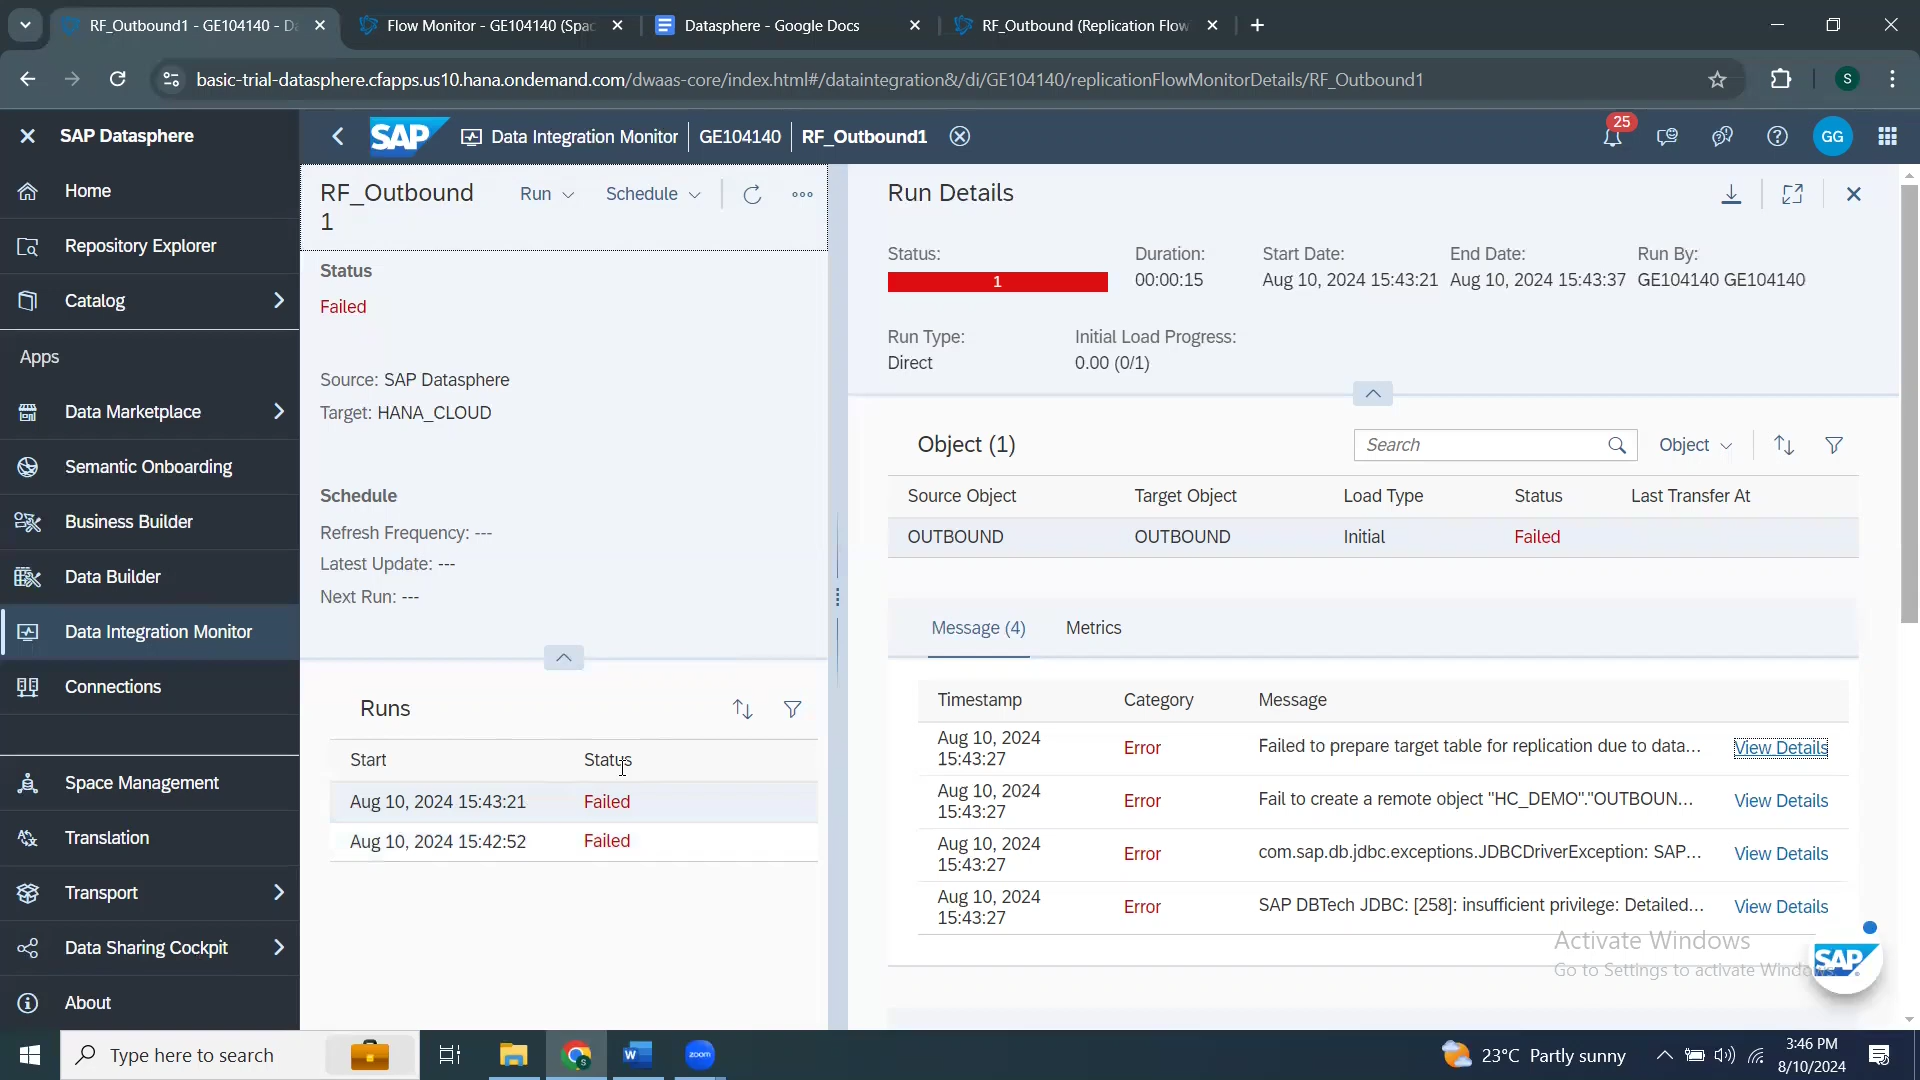 RF_Outbound1 - GE104140 - Da
Flow Monitor - GE104140 (Spac
Datasphere - Google Docs
RF_Outbound (Replication Flow
basic-trial-datasphere.cfapps.us10.hana.ondemand.com/dwaas-core/index.html#/dataintegration&/di/GE104140/replicationFlowMonitorDetails/RF_Outbound1
S
SAP Datasphere
SAP
Data Integration Monitor
GE104140
RF_Outbound1
25
GG
Home
Repository Explorer
Catalog
Apps
Data Marketplace
Semantic Onboarding
Business Builder
Data Builder
Data Integration Monitor
Connections
Space Management
Translation
Transport
Data Sharing Cockpit
About
RF_Outbound
1
Run
Schedule
Status
Failed
Source: SAP Datasphere
Target: HANA_CLOUD
Schedule
Refresh Frequency: ---
Latest Update: ---
Next Run: ---
Runs
Start Status
Aug 10, 2024 15:43:21 Failed
Aug 10, 2024 15:42:52 Failed
Run Details
Status: Duration: Start Date: End Date: Run By:
1 00:00:15 Aug 10, 2024 15:43:21 Aug 10, 2024 15:43:37 GE104140 GE104140
Run Type: Initial Load Progress:
Direct 0.00 (0/1)
Object (1)
Search
Object
Source Object Target Object Load Type Status Last Transfer At
OUTBOUND OUTBOUND Initial Failed
Message (4) Metrics
Timestamp Category Message
Aug 10, 2024
15:43:27
Error
Failed to prepare target table for replication due to data...
View Details
Aug 10, 2024
15:43:27
Error
Fail to create a remote object "HC_DEMO"."OUTBOUN...
View Details
Aug 10, 2024
15:43:27
Error
com.sap.db.jdbc.exceptions.JDBCDriverException: SAP...
View Details
Aug 10, 2024
15:43:27
Error
SAP DBTech JDBC: [258]: insufficient privilege: Detailed...
View Details
Activate Windows
Go to Settings to activate Windows.
SAP
Type here to search
W
zoom
23°C Partly sunny
3:46 PM
8/10/2024